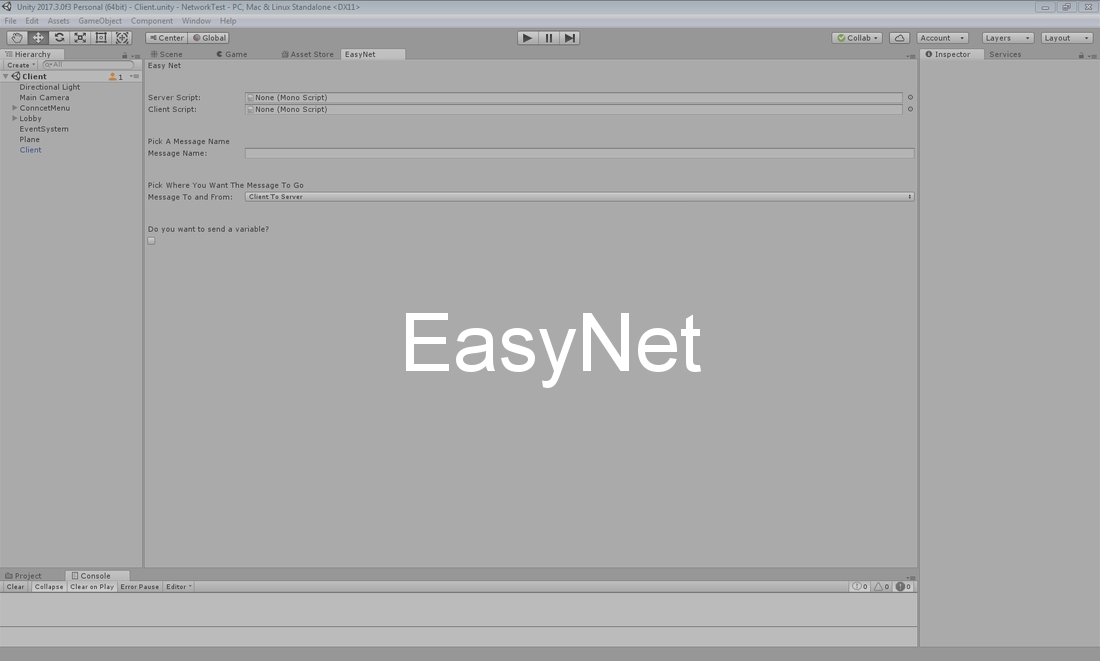 Unity 2017.3.0f3 Personal (64bit) - Client.unity - NetworkTest - PC, Mac & Linux Standalone <DX11>
File Edit Assets GameObject Component Window Help
Center Global Collab Account Layers Layout
Hierarchy
Create All
Client 1
Directional Light
Main Camera
ConncetMenu
Lobby
EventSystem
Plane
Client
Scene Game Asset Store EasyNet
Easy Net
Server Script: None (Mono Script)
Client Script: None (Mono Script)
Pick A Message Name
Message Name:
Pick Where You Want The Message To Go
Message To and From: Client To Server
Do you want to send a variable?
EasyNet
Inspector Services
Project Console
Clear Collapse Clear on Play Error Pause Editor 0 0 0